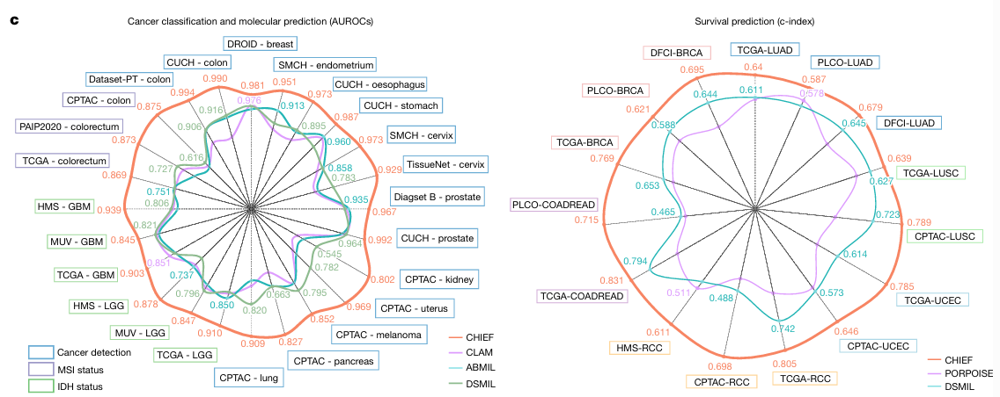 c
Cancer classification and molecular prediction (AUROCs)
DROID - breast
SMCH - endometrium
CUCH - oesophagus
CUCH - stomach
SMCH - cervix
TissueNet - cervix
Diagset B - prostate
CUCH - prostate
CPTAC - kidney
CPTAC - uterus
CPTAC - melanoma
CPTAC - pancreas
CPTAC - lung
TCGA - LGG
MUV - LGG
HMS - LGG
TCGA - GBM
MUV - GBM
HMS - GBM
TCGA - colorectum
PAIP2020 - colorectum
CPTAC - colon
Dataset-PT - colon
CUCH - colon
0.981
0.951
0.973
0.987
0.973
0.929
0.967
0.992
0.802
0.969
0.852
0.827
0.909
0.910
0.847
0.878
0.903
0.845
0.939
0.869
0.873
0.875
0.994
0.990
0.976
0.913
0.895
0.960
0.858
0.783
0.935
0.964
0.545
0.782
0.795
0.663
0.820
0.850
0.796
0.737
0.851
0.821
0.806
0.751
0.727
0.616
0.906
0.916
Cancer detection
MSI status
IDH status
CHIEF
CLAM
ABMIL
DSMIL
Survival prediction (c-index)
TCGA-LUAD
PLCO-LUAD
DFCI-LUAD
TCGA-LUSC
CPTAC-LUSC
TCGA-UCEC
CPTAC-UCEC
TCGA-RCC
CPTAC-RCC
HMS-RCC
TCGA-COADREAD
PLCO-COADREAD
TCGA-BRCA
PLCO-BRCA
DFCI-BRCA
0.64
0.587
0.679
0.639
0.789
0.785
0.646
0.805
0.698
0.611
0.831
0.715
0.769
0.621
0.695
0.611
0.578
0.645
0.627
0.723
0.614
0.573
0.742
0.488
0.511
0.794
0.465
0.653
0.588
0.644
CHIEF
PORPOISE
DSMIL